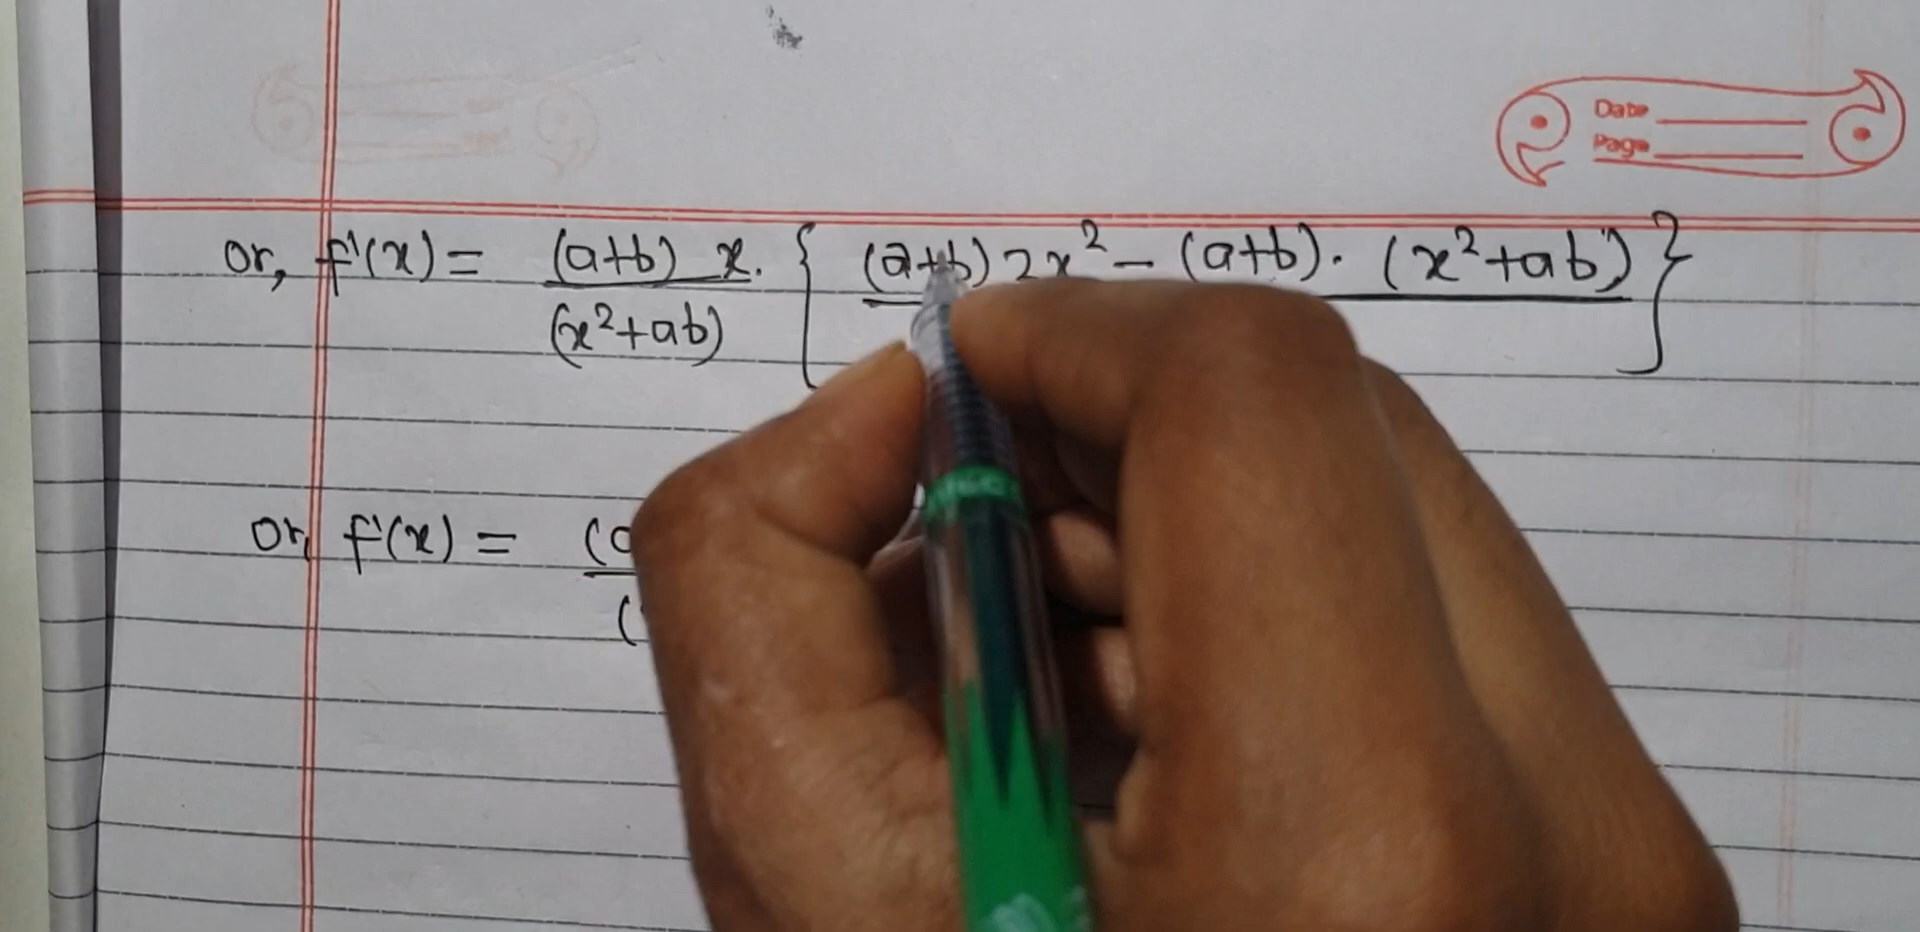 Date
Page
or, f'(x) = (a+b) x. { (a+b) 2x² - (a+b). (x²+ab) }
(x²+ab)
or, f'(x) = (a
(